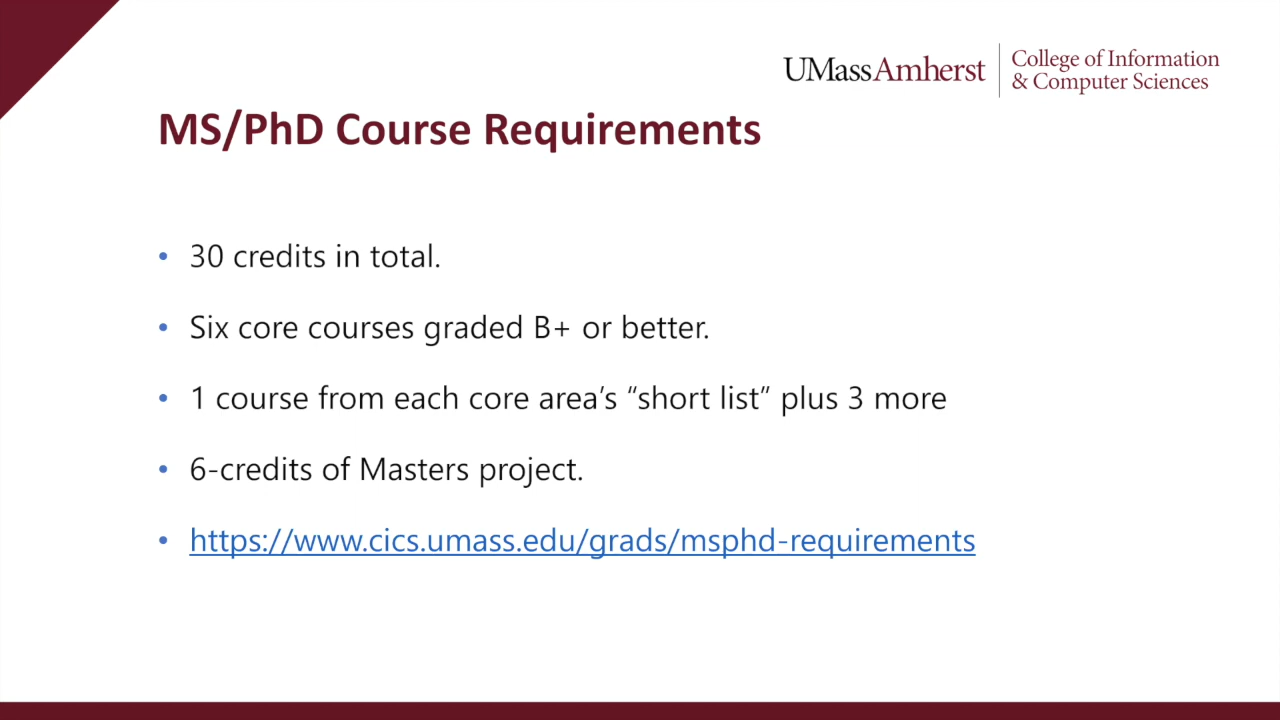 UMassAmherst
College of Information
& Computer Sciences
MS/PhD Course Requirements
• 30 credits in total.
• Six core courses graded B+ or better.
• 1 course from each core area’s “short list” plus 3 more
• 6-credits of Masters project.
• https://www.cics.umass.edu/grads/msphd-requirements